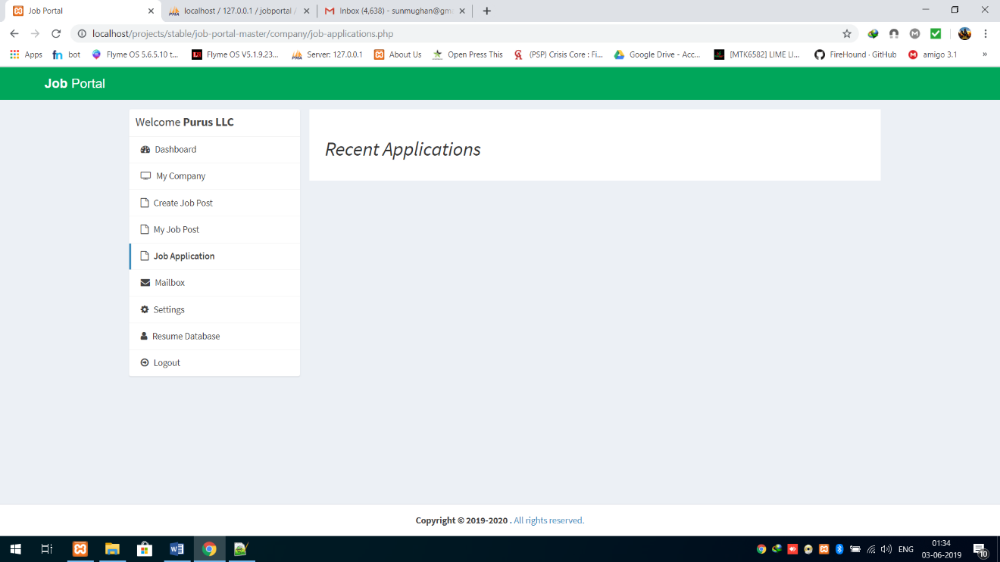 Job Portal
localhost / 127.0.0.1 / jobportal /
Inbox (4,638) - sunmughan@gm
localhost/projects/stable/job-portal-master/company/job-applications.php
Apps
fn bot
Flyme OS 5.6.5.10 t...
Flyme OS V5.1.9.23...
PMA Server: 127.0.0.1
About Us
Open Press This
(PSP) Crisis Core : Fi...
Google Drive - Acc...
[MTK6582] LIME LI...
FireHound · GitHub
amigo 3.1
»
Job Portal
Welcome Purus LLC
Dashboard
My Company
Create Job Post
My Job Post
Job Application
Mailbox
Settings
Resume Database
Logout
Recent Applications
Copyright © 2019-2020 . All rights reserved.
ENG
01:34
03-06-2019
10